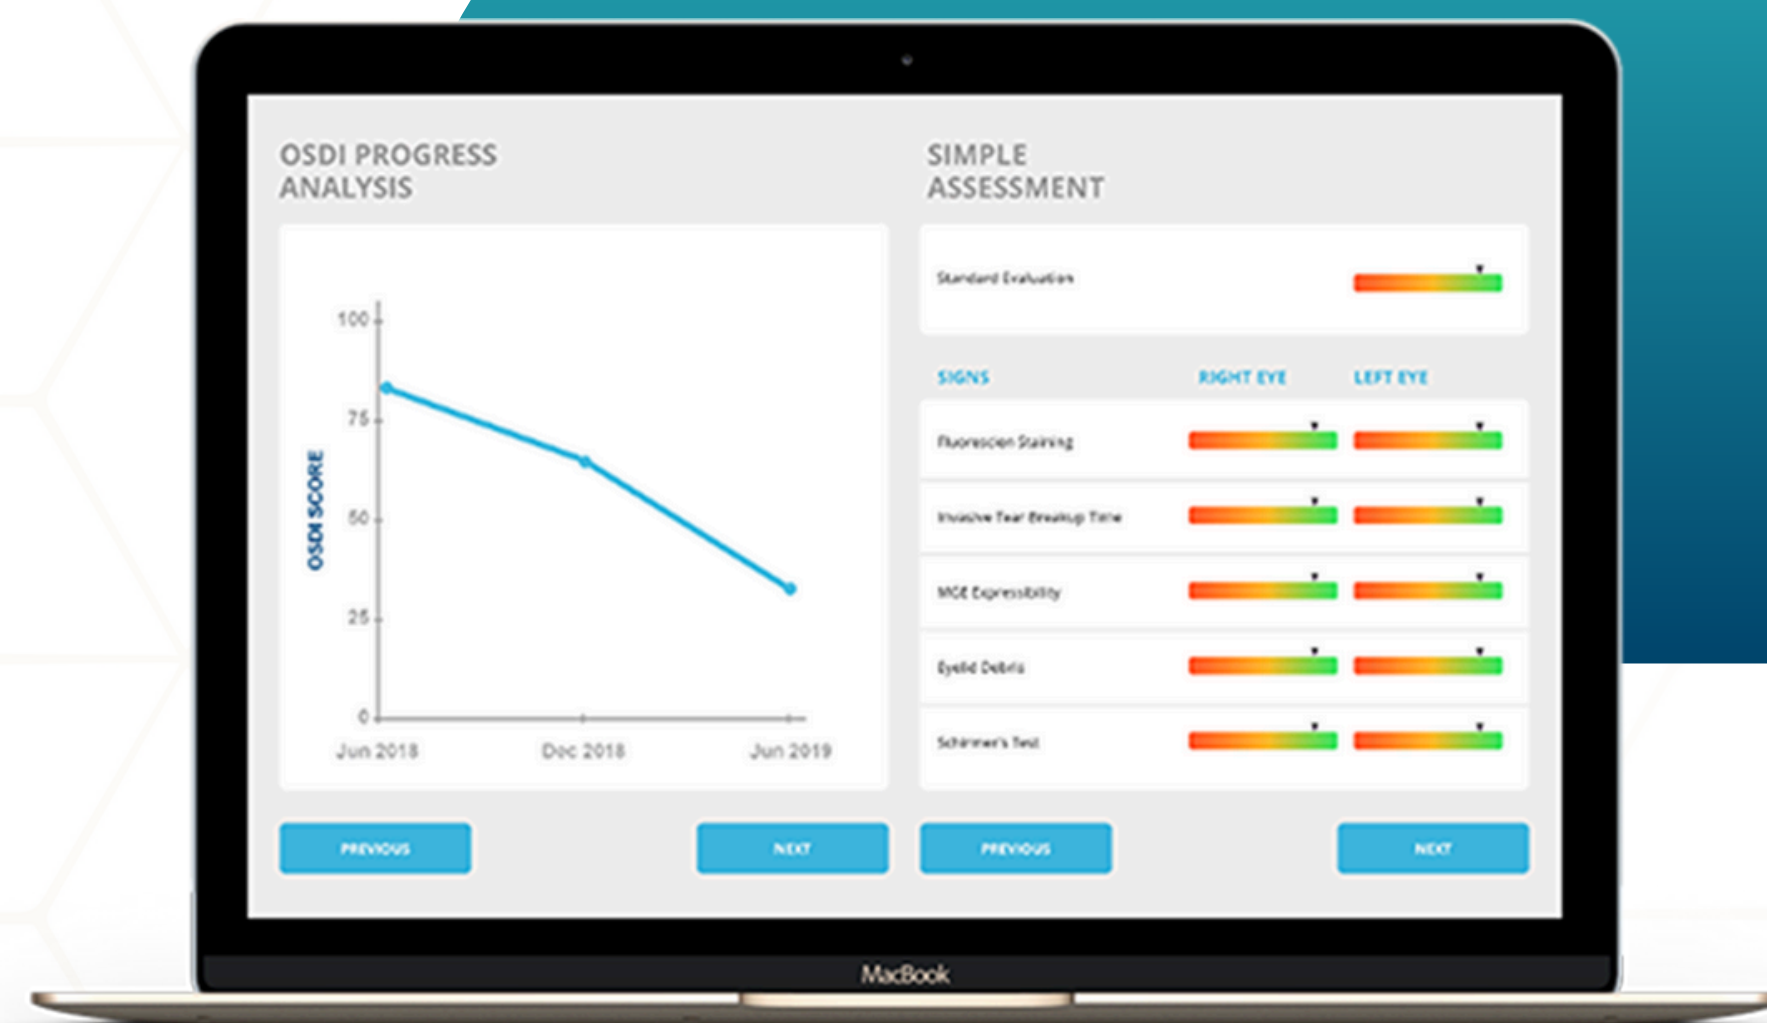 OSDI PROGRESS
ANALYSIS
OSDI SCORE
100
75
50
25
0
Jun 2018
Dec 2018
Jun 2019
PREVIOUS
NEXT
SIMPLE
ASSESSMENT
Standard Evaluation
SIGNS
RIGHT EYE
LEFT EYE
Fluorescien Staining
Invasive Tear Breakup Time
MGE Expressibility
Eyelid Debris
Schirmer's Test
PREVIOUS
NEXT
MacBook